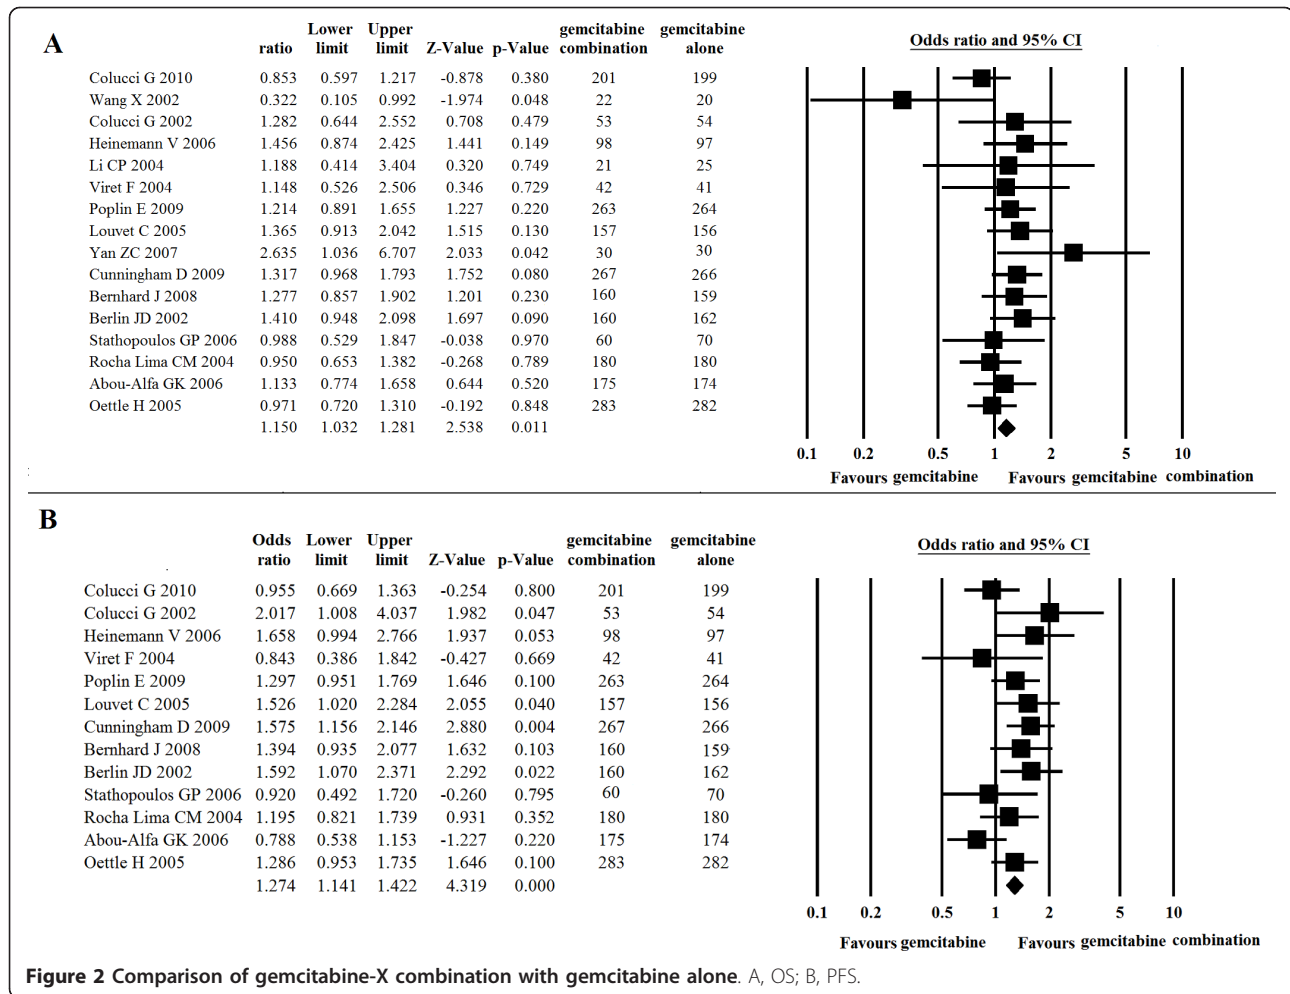 A
ratio Lower limit Upper limit Z-Value p-Value gemcitabine combination gemcitabine alone Odds ratio and 95% CI
Colucci G 2010 0.853 0.597 1.217 -0.878 0.380 201 199
Wang X 2002 0.322 0.105 0.992 -1.974 0.048 22 20
Colucci G 2002 1.282 0.644 2.552 0.708 0.479 53 54
Heinemann V 2006 1.456 0.874 2.425 1.441 0.149 98 97
Li CP 2004 1.188 0.414 3.404 0.320 0.749 21 25
Viret F 2004 1.148 0.526 2.506 0.346 0.729 42 41
Poplin E 2009 1.214 0.891 1.655 1.227 0.220 263 264
Louvet C 2005 1.365 0.913 2.042 1.515 0.130 157 156
Yan ZC 2007 2.635 1.036 6.707 2.033 0.042 30 30
Cunningham D 2009 1.317 0.968 1.793 1.752 0.080 267 266
Bernhard J 2008 1.277 0.857 1.902 1.201 0.230 160 159
Berlin JD 2002 1.410 0.948 2.098 1.697 0.090 160 162
Stathopoulos GP 2006 0.988 0.529 1.847 -0.038 0.970 60 70
Rocha Lima CM 2004 0.950 0.653 1.382 -0.268 0.789 180 180
Abou-Alfa GK 2006 1.133 0.774 1.658 0.644 0.520 175 174
Oettle H 2005 0.971 0.720 1.310 -0.192 0.848 283 282
1.150 1.032 1.281 2.538 0.011
0.1 0.2 0.5 1 2 5 10
Favours gemcitabine Favours gemcitabine combination
B
Odds ratio Lower limit Upper limit Z-Value p-Value gemcitabine combination gemcitabine alone Odds ratio and 95% CI
Colucci G 2010 0.955 0.669 1.363 -0.254 0.800 201 199
Colucci G 2002 2.017 1.008 4.037 1.982 0.047 53 54
Heinemann V 2006 1.658 0.994 2.766 1.937 0.053 98 97
Viret F 2004 0.843 0.386 1.842 -0.427 0.669 42 41
Poplin E 2009 1.297 0.951 1.769 1.646 0.100 263 264
Louvet C 2005 1.526 1.020 2.284 2.055 0.040 157 156
Cunningham D 2009 1.575 1.156 2.146 2.880 0.004 267 266
Bernhard J 2008 1.394 0.935 2.077 1.632 0.103 160 159
Berlin JD 2002 1.592 1.070 2.371 2.292 0.022 160 162
Stathopoulos GP 2006 0.920 0.492 1.720 -0.260 0.795 60 70
Rocha Lima CM 2004 1.195 0.821 1.739 0.931 0.352 180 180
Abou-Alfa GK 2006 0.788 0.538 1.153 -1.227 0.220 175 174
Oettle H 2005 1.286 0.953 1.735 1.646 0.100 283 282
1.274 1.141 1.422 4.319 0.000
0.1 0.2 0.5 1 2 5 10
Favours gemcitabine Favours gemcitabine combination
Figure 2 Comparison of gemcitabine-X combination with gemcitabine alone. A, OS; B, PFS.